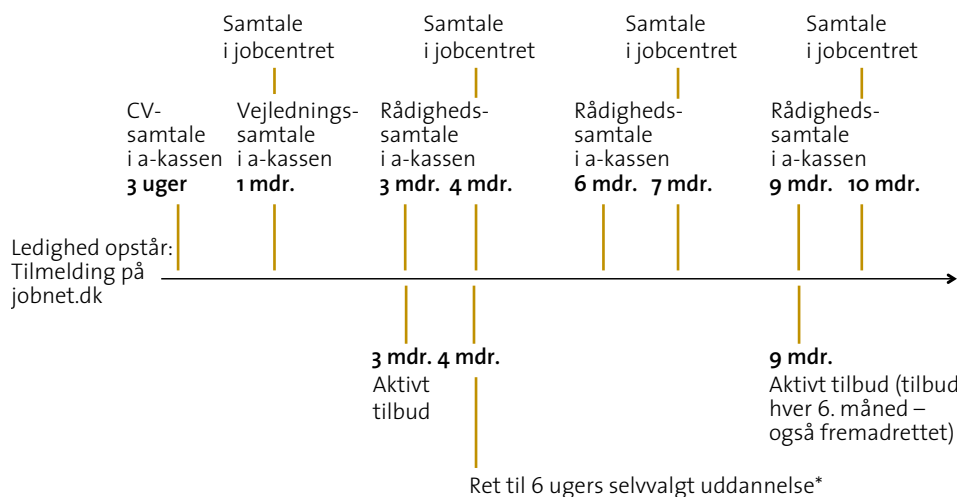 Samtale
i jobcentret
Samtale
i jobcentret
Samtale
i jobcentret
Samtale
i jobcentret
CV-
samtale
i a-kassen
3 uger
Vejlednings-
samtale
i a-kassen
1 mdr.
Rådigheds-
samtale
i a-kassen
3 mdr. 4 mdr.
Rådigheds-
samtale
i a-kassen
6 mdr. 7 mdr.
Rådigheds-
samtale
i a-kassen
9 mdr. 10 mdr.
Ledighed opstår:
Tilmelding på
jobnet.dk
3 mdr. 4 mdr.
Aktivt
tilbud
9 mdr.
Aktivt tilbud (tilbud
hver 6. måned –
også fremadrettet)
Ret til 6 ugers selvvalgt uddannelse*